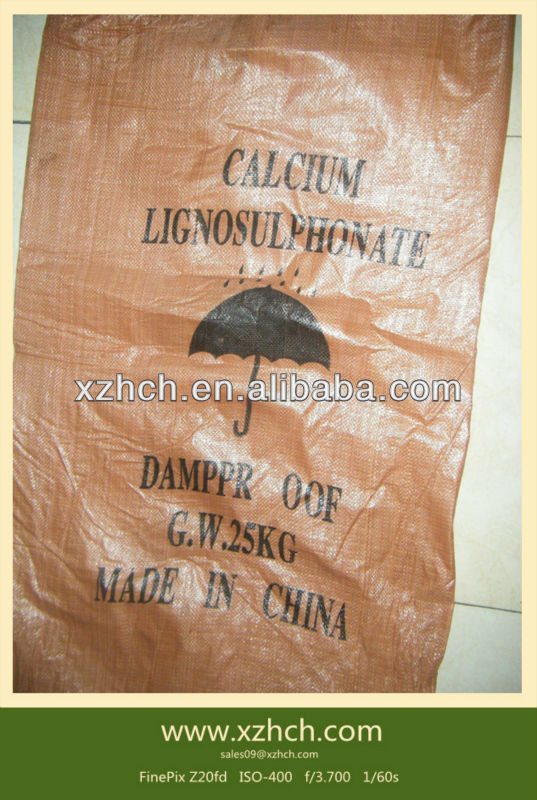 CALCIUM
LIGNOSULPHONATE
xzhch.en.alibaba.com
DAMPPR OOF
G.W.25KG
MADE IN CHINA
www.xzhch.com
sales09@xzhch.com
FinePix Z20fd ISO-400 f/3.700 1/60s